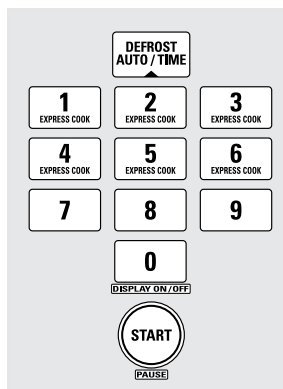 DEFROST
AUTO / TIME
1 2 3
EXPRESS COOK EXPRESS COOK EXPRESS COOK
4 5 6
EXPRESS COOK EXPRESS COOK EXPRESS COOK
7 8 9
0
DISPLAY ON/OFF
START
PAUSE